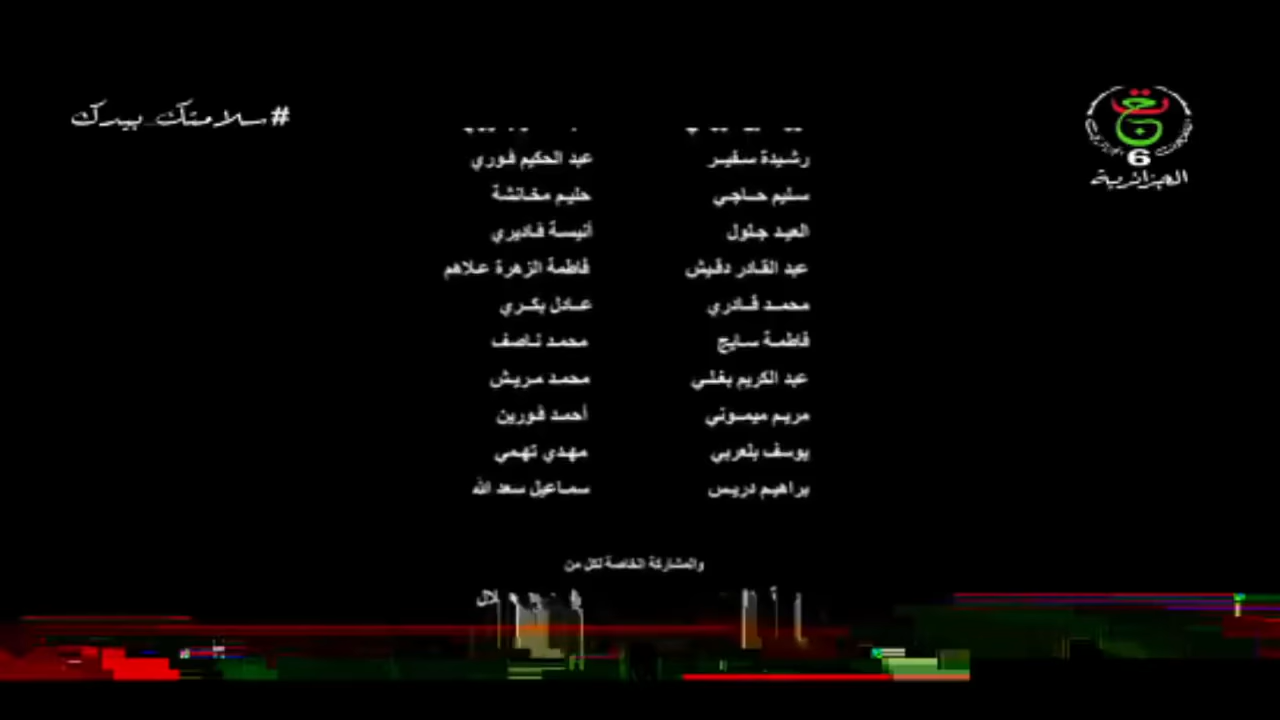 #سلامتك_بيدك
6
الجزائرية
رشيدة سفير عبد الحكيم فوري
سليم حاجي حليم مخانشة
العيد جلول أنيسة قاديري
عبد القادر دقيش فاطمة الزهرة علاهم
محمد قادري عادل بكري
فاطمة سايح محمد ناصف
عبد الكريم بغلي محمد مريش
مريم ميموني أحمد فورين
يوسف بلعربي مهدي تهمي
براهيم دريس سماعيل سعد الله
والمشاركة الخاصة لكل من